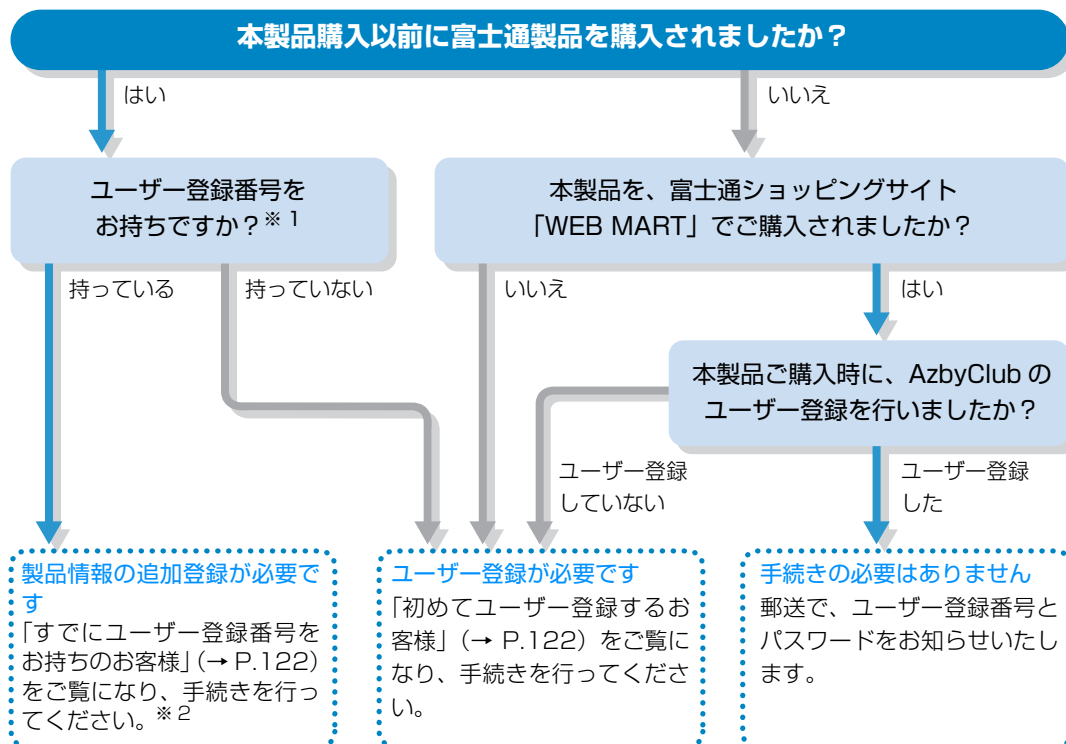 本製品購入以前に富士通製品を購入されましたか？
はい
いいえ
ユーザー登録番号を
お持ちですか？※1
本製品を、富士通ショッピングサイト
「WEB MART」でご購入されましたか？
持っている
持っていない
いいえ
はい
本製品ご購入時に、AzbyClub の
ユーザー登録を行いましたか？
ユーザー登録
していない
ユーザー登録
した
製品情報の追加登録が必要で
す
「すでにユーザー登録番号を
お持ちのお客様」（→ P.122）
をご覧になり、手続きを行っ
てください。※2
ユーザー登録が必要です
「初めてユーザー登録するお
客様」（→ P.122）をご覧に
なり、手続きを行ってくださ
い。
手続きの必要はありません
郵送で、ユーザー登録番号と
パスワードをお知らせいたし
ます。